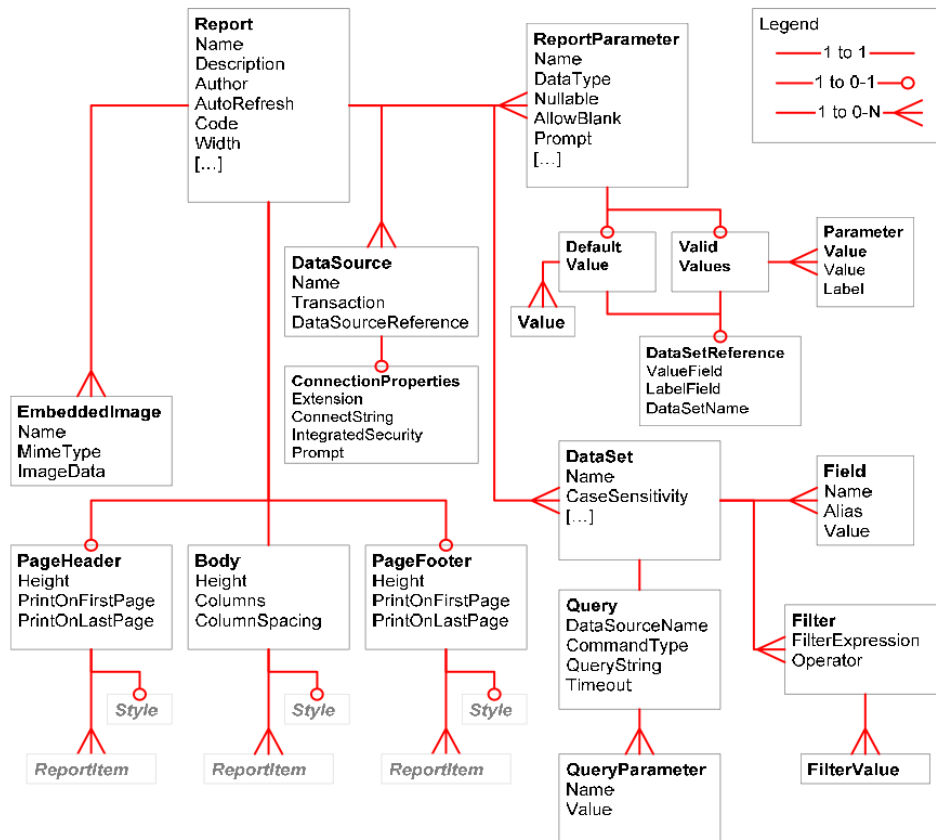 Report
Name
Description
Author
AutoRefresh
Code
Width
[...]
ReportParameter
Name
DataType
Nullable
AllowBlank
Prompt
[...]
Legend
1 to 1
1 to 0-1
1 to 0-N
Default
Value
Valid
Values
Parameter
Value
Value
Label
Value
DataSource
Name
Transaction
DataSourceReference
DataSetReference
ValueField
LabelField
DataSetName
ConnectionProperties
Extension
ConnectString
IntegratedSecurity
Prompt
EmbeddedImage
Name
MimeType
ImageData
DataSet
Name
CaseSensitivity
[...]
Field
Name
Alias
Value
PageHeader
Height
PrintOnFirstPage
PrintOnLastPage
Body
Height
Columns
ColumnSpacing
PageFooter
Height
PrintOnFirstPage
PrintOnLastPage
Query
DataSourceName
CommandType
QueryString
Timeout
Filter
FilterExpression
Operator
Style
Style
Style
ReportItem
ReportItem
ReportItem
QueryParameter
Name
Value
FilterValue